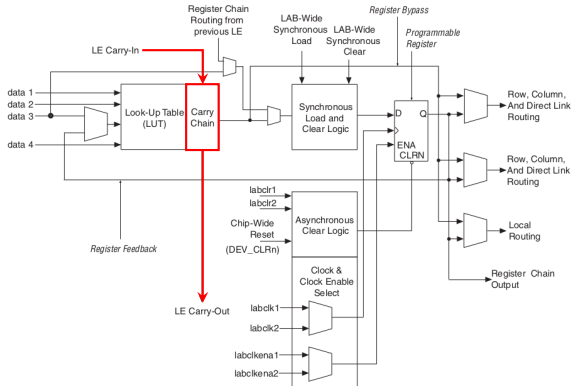 Register Chain
Routing from
previous LE
LAB-Wide
Synchronous
Load
LAB-Wide
Synchronous
Clear
Register Bypass
Programmable
Register
LE Carry-In
data 1
data 2
data 3
data 4
Look-Up Table
(LUT)
Carry
Chain
Synchronous
Load and
Clear Logic
D
Q
ENA
CLRN
Row, Column,
And Direct Link
Routing
Row, Column,
And Direct Link
Routing
Local
Routing
Register Chain
Output
Register Feedback
labclr1
labclr2
Chip-Wide
Reset
(DEV_CLRn)
Asynchronous
Clear Logic
Clock &
Clock Enable
Select
LE Carry-Out
labclk1
labclk2
labclkena1
labclkena2